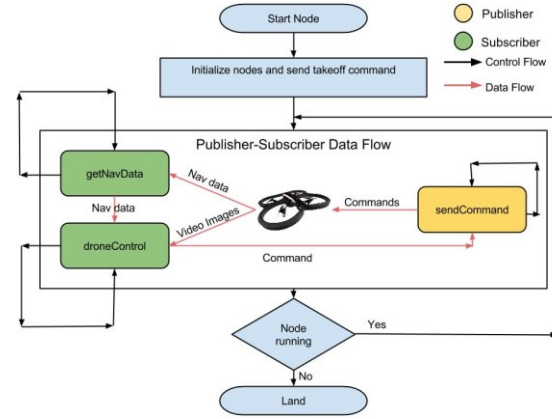 Start Node
Publisher
Subscriber
Control Flow
Data Flow
Initialize nodes and send takeoff command
Publisher-Subscriber Data Flow
getNavData
Nav data
Nav data
Video Images
Commands
sendCommand
droneControl
Command
Node
running
Yes
No
Land